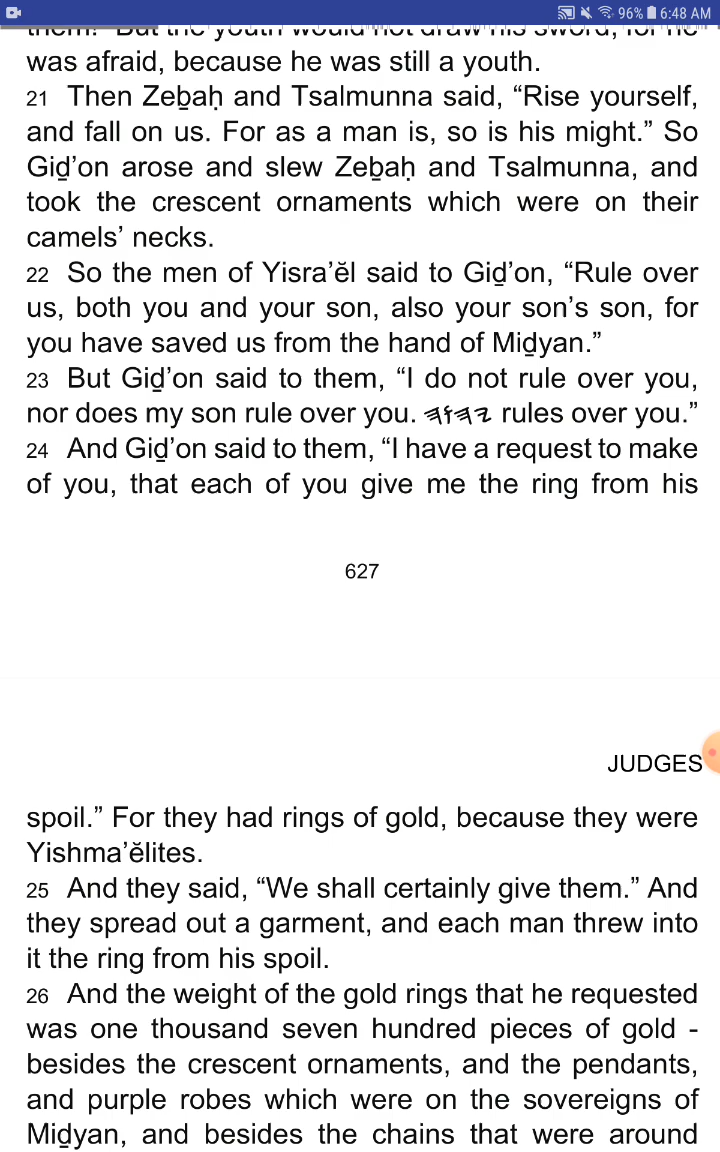 96% 6:48 AM
them!" But the youth would not draw his sword, for he
was afraid, because he was still a youth.
21 Then Zeḇaḥ and Tsalmunna said, “Rise yourself,
and fall on us. For as a man is, so is his might.” So
Giḏ’on arose and slew Zeḇaḥ and Tsalmunna, and
took the crescent ornaments which were on their
camels’ necks.
22 So the men of Yisra’ĕl said to Giḏ’on, “Rule over
us, both you and your son, also your son’s son, for
you have saved us from the hand of Miḏyan.”
23 But Giḏ’on said to them, “I do not rule over you,
nor does my son rule over you. 𐤉𐤄𐤅𐤄 rules over you.”
24 And Giḏ’on said to them, “I have a request to make
of you, that each of you give me the ring from his
627
JUDGES
spoil.” For they had rings of gold, because they were
Yishma’ĕlites.
25 And they said, “We shall certainly give them.” And
they spread out a garment, and each man threw into
it the ring from his spoil.
26 And the weight of the gold rings that he requested
was one thousand seven hundred pieces of gold -
besides the crescent ornaments, and the pendants,
and purple robes which were on the sovereigns of
Miḏyan, and besides the chains that were around